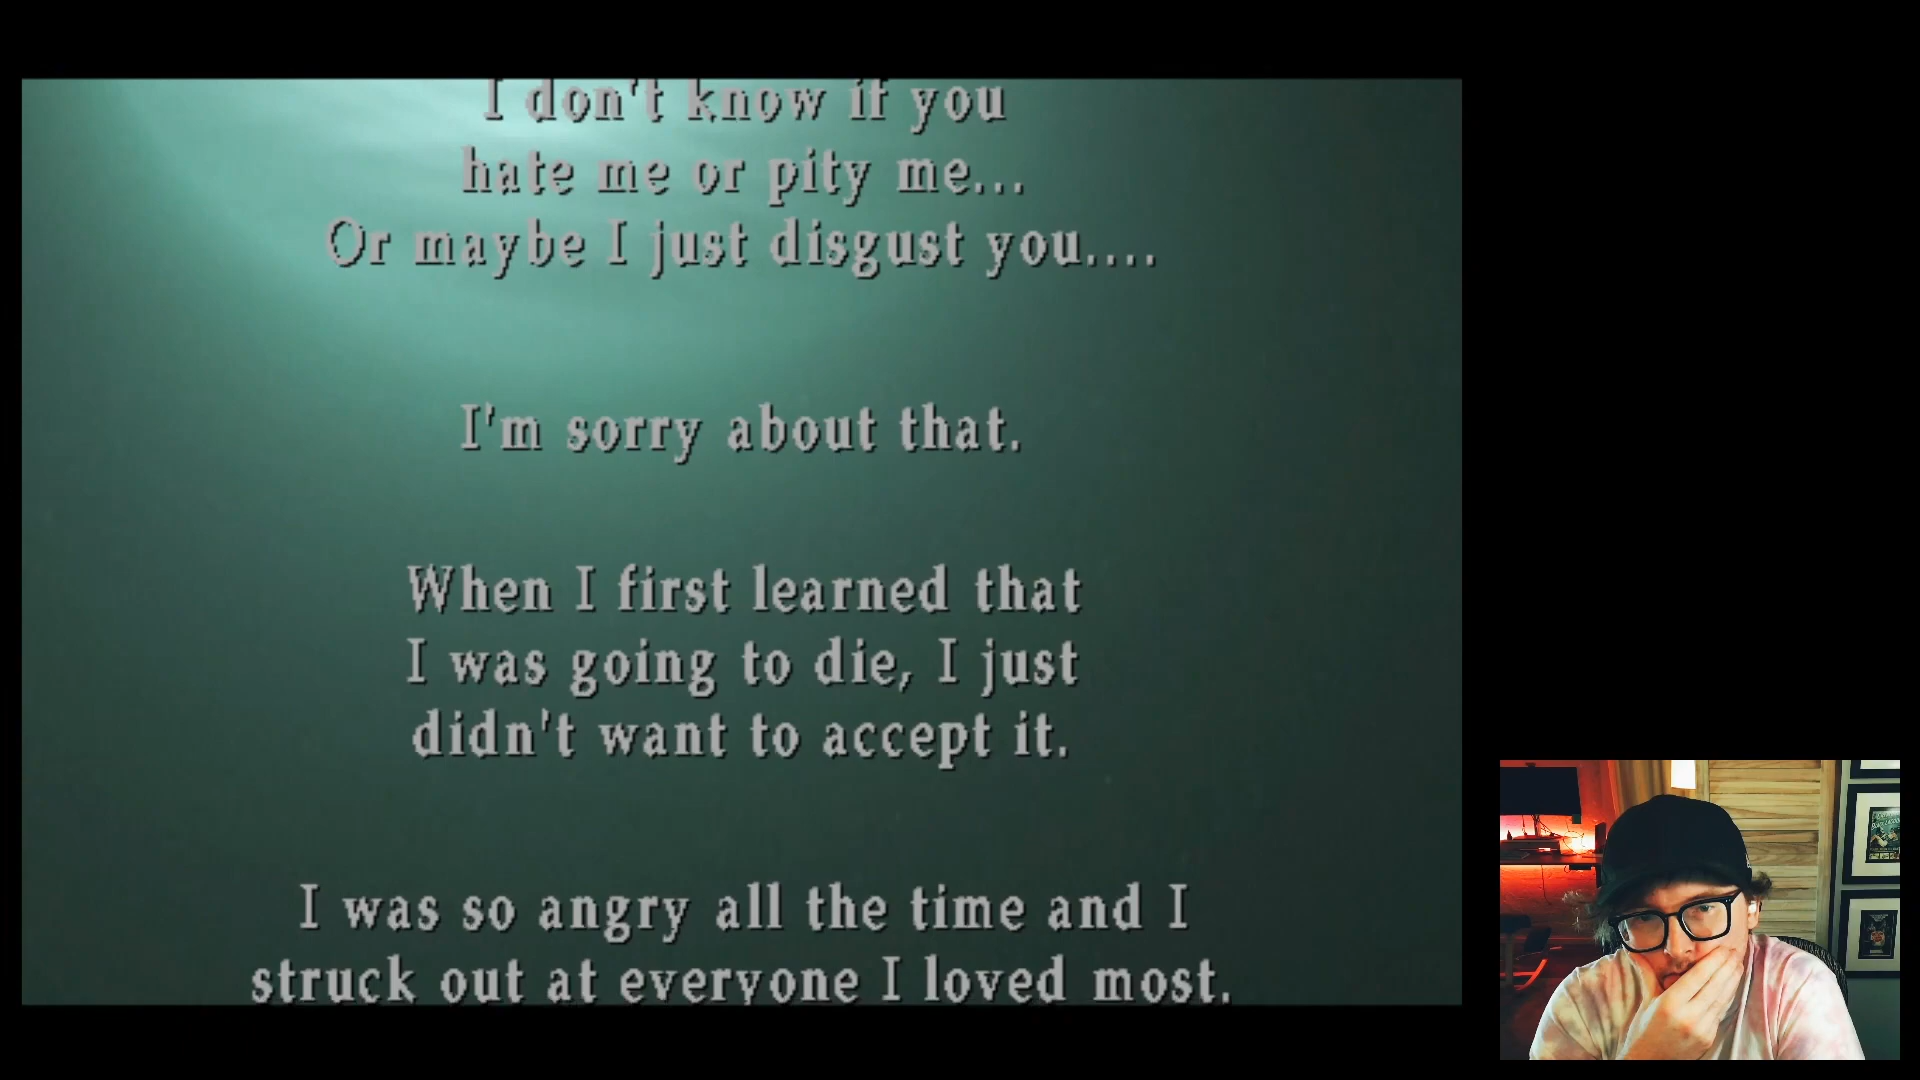 I don't know if you
hate me or pity me...
Or maybe I just disgust you....
I'm sorry about that.
When I first learned that
I was going to die, I just
didn't want to accept it.
I was so angry all the time and I
struck out at everyone I loved most.